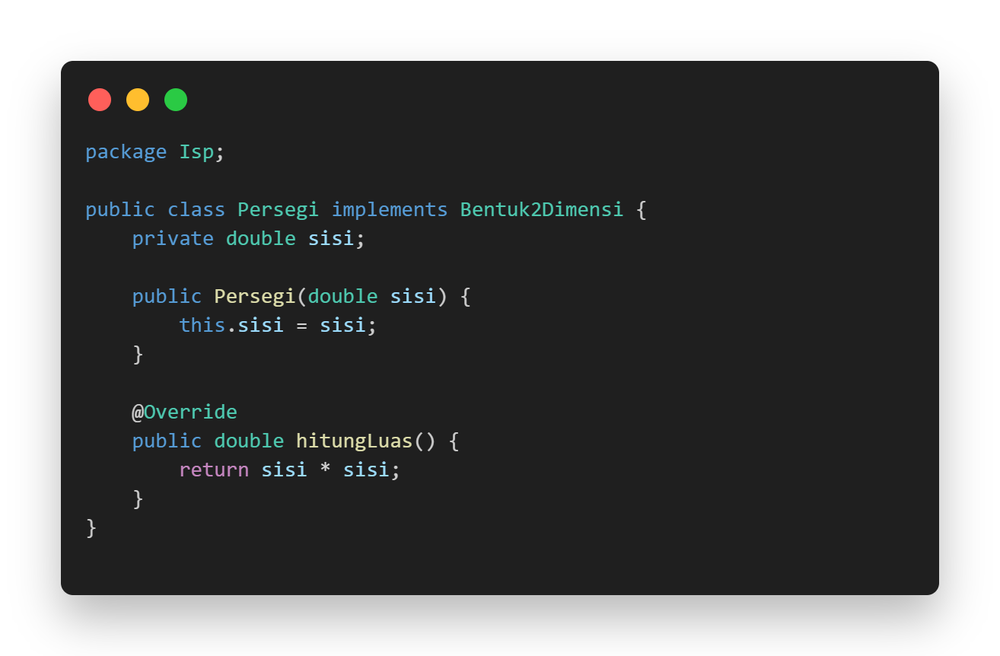 package Isp;

public class Persegi implements Bentuk2Dimensi {
    private double sisi;

    public Persegi(double sisi) {
        this.sisi = sisi;
    }

    @Override
    public double hitungLuas() {
        return sisi * sisi;
    }
}